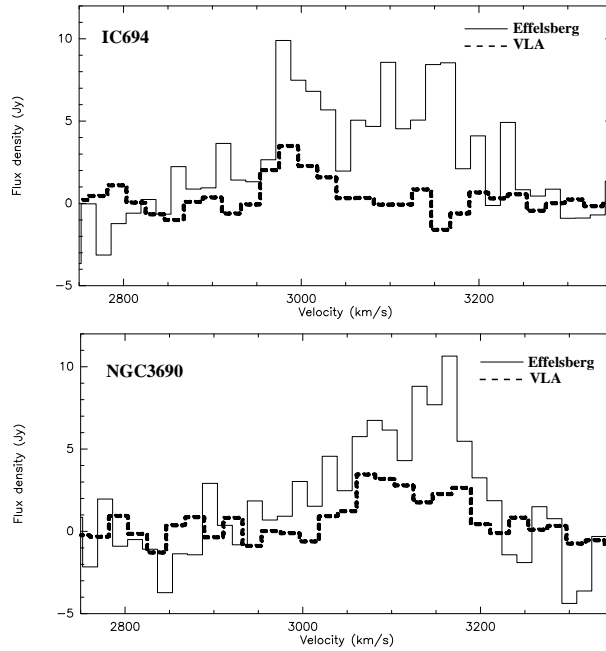 IC694
Effelsberg
VLA
10
5
0
−5
Flux density (Jy)
2800
3000
3200
Velocity (km/s)
NGC3690
Effelsberg
VLA
10
5
0
−5
Flux density (Jy)
2800
3000
3200
Velocity (km/s)